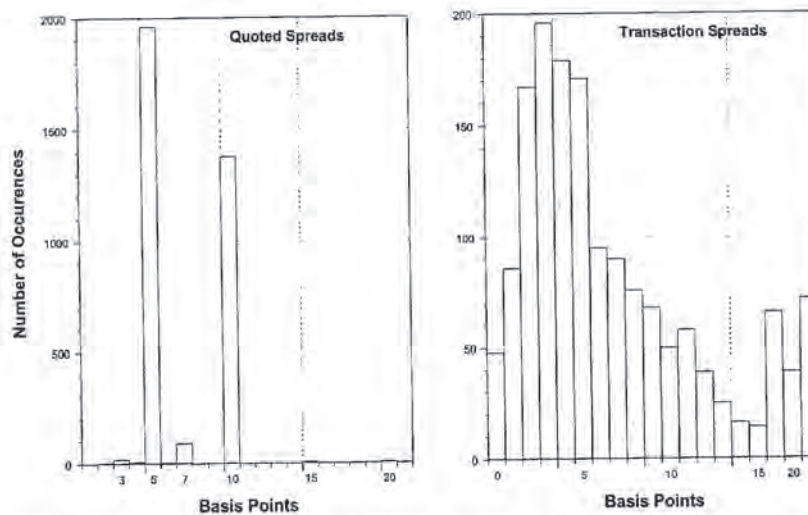 Quoted Spreads
2000
1500
1000
500
0
Number of Occurences
3 5 7 10 15 20
Basis Points
Transaction Spreads
200
150
100
50
0
0 5 10 15 20
Basis Points